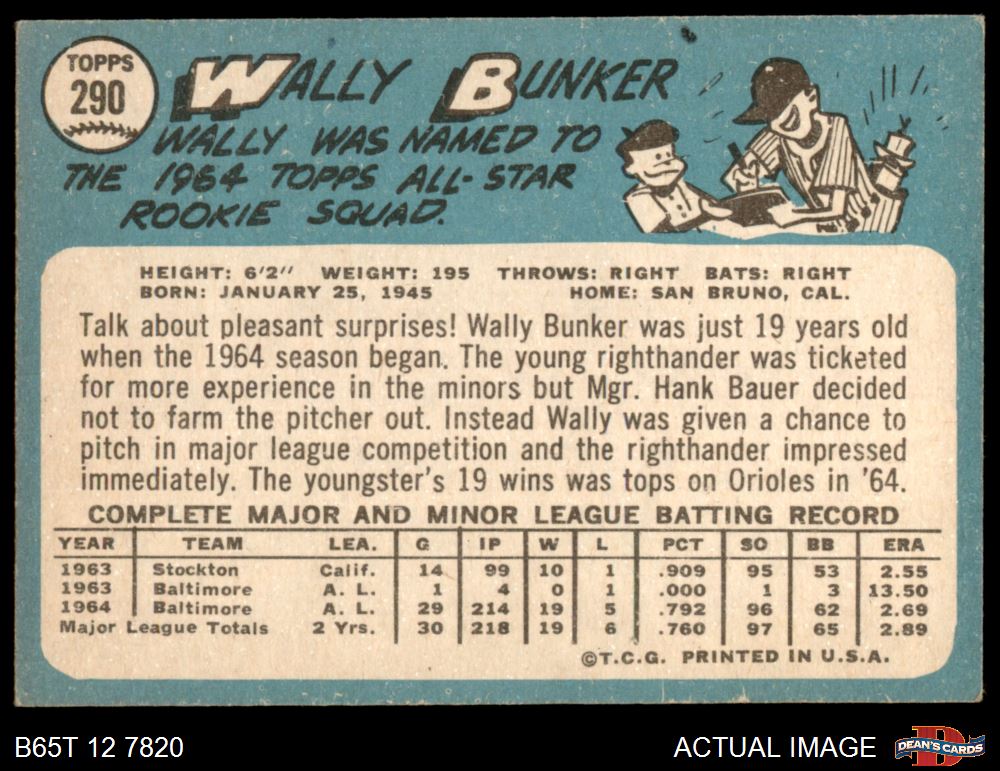 TOPPS
290
WALLY BUNKER
WALLY WAS NAMED TO
THE 1964 TOPPS ALL-STAR
ROOKIE SQUAD.
HEIGHT: 6'2" WEIGHT: 195 THROWS: RIGHT BATS: RIGHT
BORN: JANUARY 25, 1945 HOME: SAN BRUNO, CAL.
Talk about pleasant surprises! Wally Bunker was just 19 years old
when the 1964 season began. The young righthander was ticketed
for more experience in the minors but Mgr. Hank Bauer decided
not to farm the pitcher out. Instead Wally was given a chance to
pitch in major league competition and the righthander impressed
immediately. The youngster's 19 wins was tops on Orioles in '64.
COMPLETE MAJOR AND MINOR LEAGUE BATTING RECORD
YEAR TEAM LEA. G IP W L PCT SO BB ERA
1963 Stockton Calif. 14 99 10 1 .909 95 53 2.55
1963 Baltimore A. L. 1 4 0 1 .000 1 3 13.50
1964 Baltimore A. L. 29 214 19 5 .792 96 62 2.69
Major League Totals 2 Yrs. 30 218 19 6 .760 97 65 2.89
©T.C.G. PRINTED IN U.S.A.
B65T 12 7820 ACTUAL IMAGE D DEAN'S CARDS